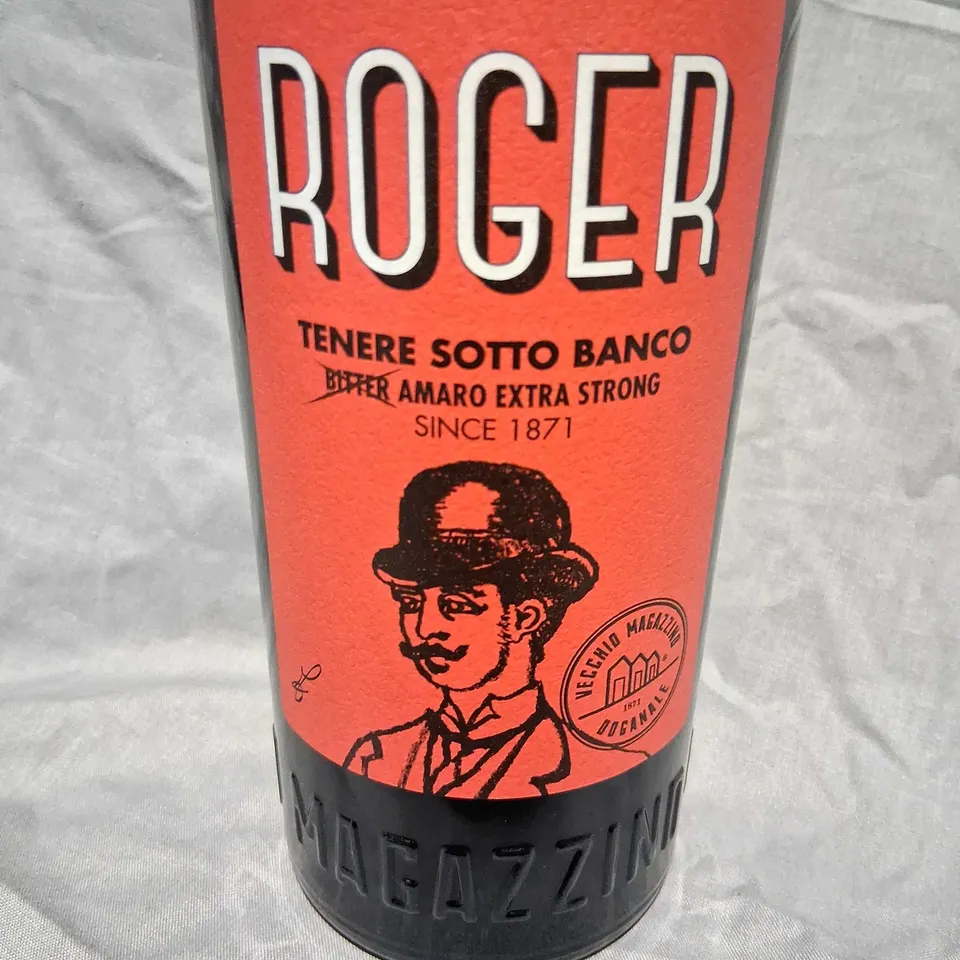 ROGER
TENERE SOTTO BANCO
BITTER AMARO EXTRA STRONG
SINCE 1871
VECCHIO MAGAZZINO
1871
DOGANALE
MAGAZZINO